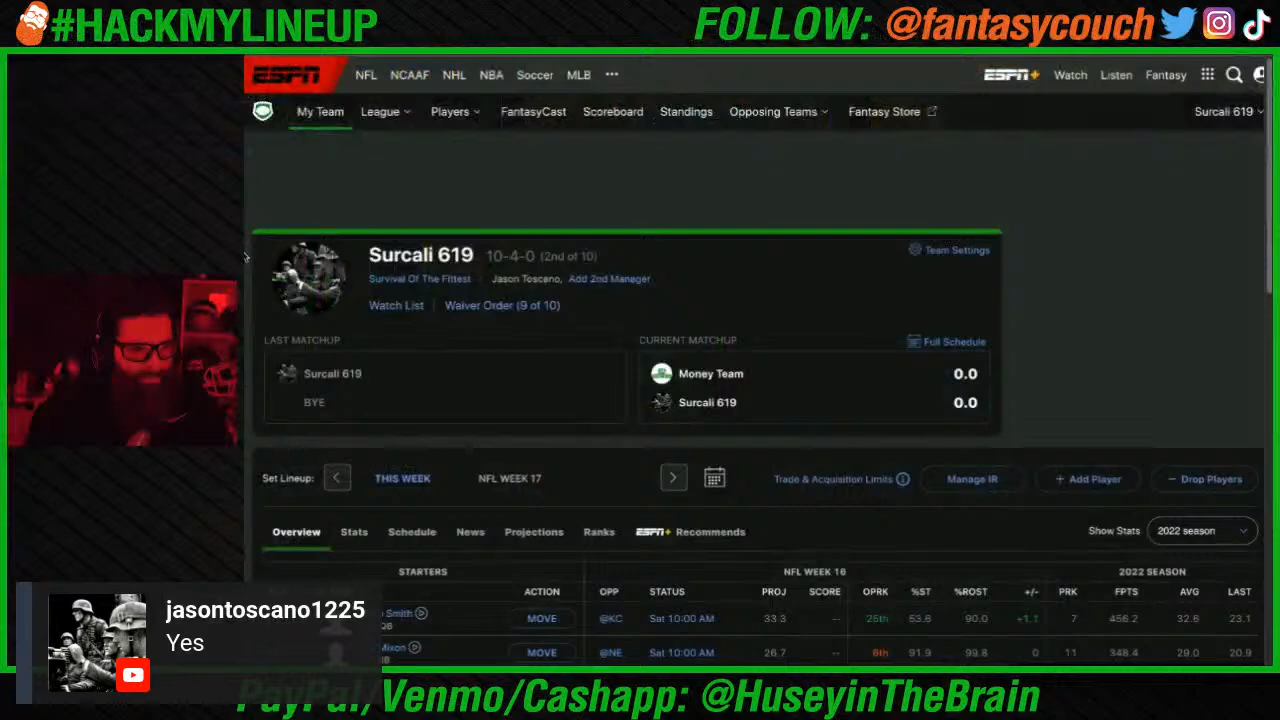 #HACKMYLINEUP
FOLLOW: @fantasycouch
ESPN NFL NCAAF NHL NBA Soccer MLB ••• ESPN+ Watch Listen Fantasy
My Team League Players FantasyCast Scoreboard Standings Opposing Teams Fantasy Store Surcali 619
Surcali 619 10-4-0 (2nd of 10) Team Settings
Survival Of The Fittest Jason Toscano, Add 2nd Manager
Watch List Waiver Order (9 of 10)
LAST MATCHUP CURRENT MATCHUP Full Schedule
Surcali 619 Money Team 0.0
BYE Surcali 619 0.0
Set Lineup: < THIS WEEK NFL WEEK 17 > Trade & Acquisition Limits Manage IR + Add Player − Drop Players
Overview Stats Schedule News Projections Ranks ESPN+ Recommends Show Stats 2022 season
STARTERS NFL WEEK 16 2022 SEASON
ACTION OPP STATUS PROJ SCORE OPRK %ST %ROST +/- PRK FPTS AVG LAST
Smith MOVE @KC Sat 10:00 AM 33.3 -- 25th 53.6 90.0 +1.1 7 456.2 32.6 23.1
QB
Mixon MOVE @NE Sat 10:00 AM 26.7 -- 6th 91.9 99.8 0 11 348.4 29.0 20.9
jasontoscano1225
Yes
PayPal/Venmo/Cashapp: @HuseyinTheBrain